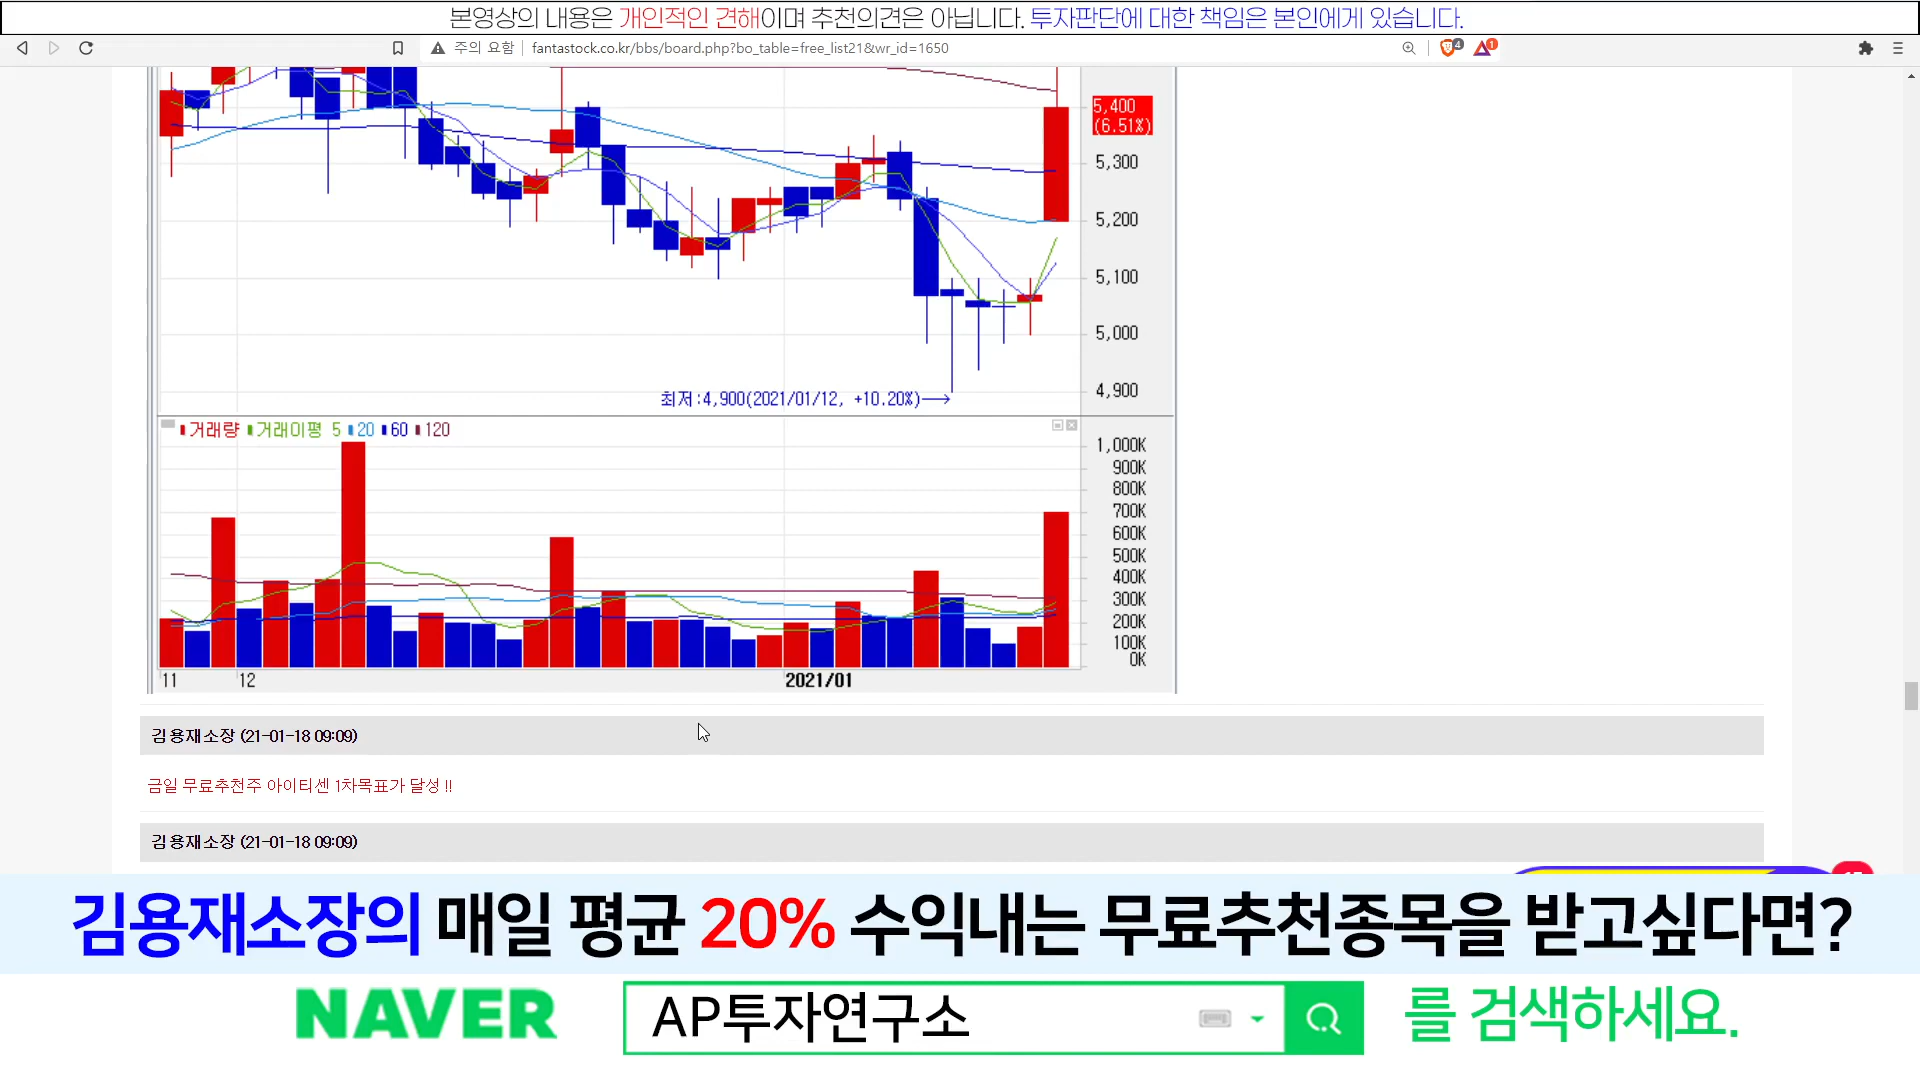 본영상의 내용은 개인적인 견해이며 추천의견은 아닙니다. 투자판단에 대한 책임은 본인에게 있습니다.
주의 요함 fantastock.co.kr/bbs/board.php?bo_table=free_list21&wr_id=1650
4 1
5,400
(6.51%)
5,300
5,200
5,100
5,000
4,900
최저:4,900(2021/01/12, +10.20%)
거래량 거래이평 5 20 60 120
1,000K
900K
800K
700K
600K
500K
400K
300K
200K
100K
0K
11 12 2021/01
김용재소장 (21-01-18 09:09)
금일 무료추천주 아이티센 1차목표가 달성 !!
김용재소장 (21-01-18 09:09)
김용재소장의 매일 평균 20% 수익내는 무료추천종목을 받고싶다면?
NAVER AP투자연구소 를 검색하세요.